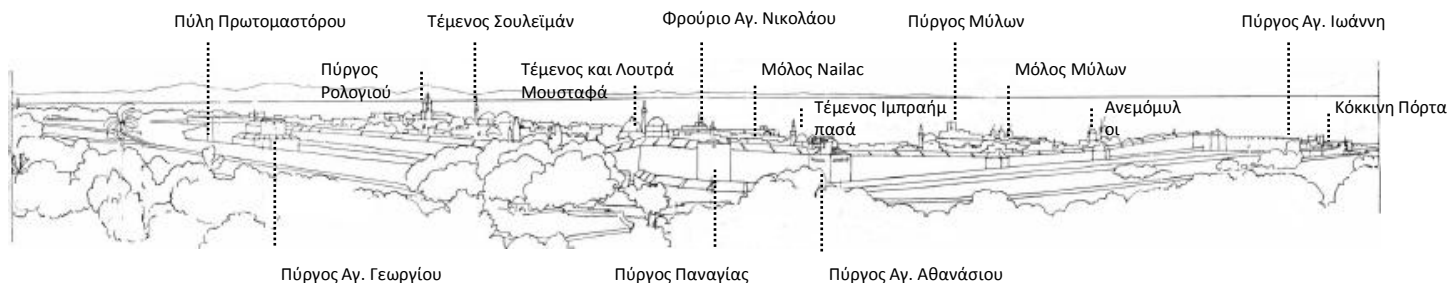 Πύλη Πρωτομαστόρου
Τέμενος Σουλεϊμάν
Φρούριο Αγ. Νικολάου
Πύργος Μύλων
Πύργος Αγ. Ιωάννη
Πύργος
Ρολογιού
Τέμενος και Λουτρά
Μουσταφά
Μόλος Nailac
Τέμενος Ιμπραήμ
πασά
Μόλος Μύλων
Ανεμόμυλ
οι
Κόκκινη Πόρτα
Πύργος Αγ. Γεωργίου
Πύργος Παναγίας
Πύργος Αγ. Αθανάσιου